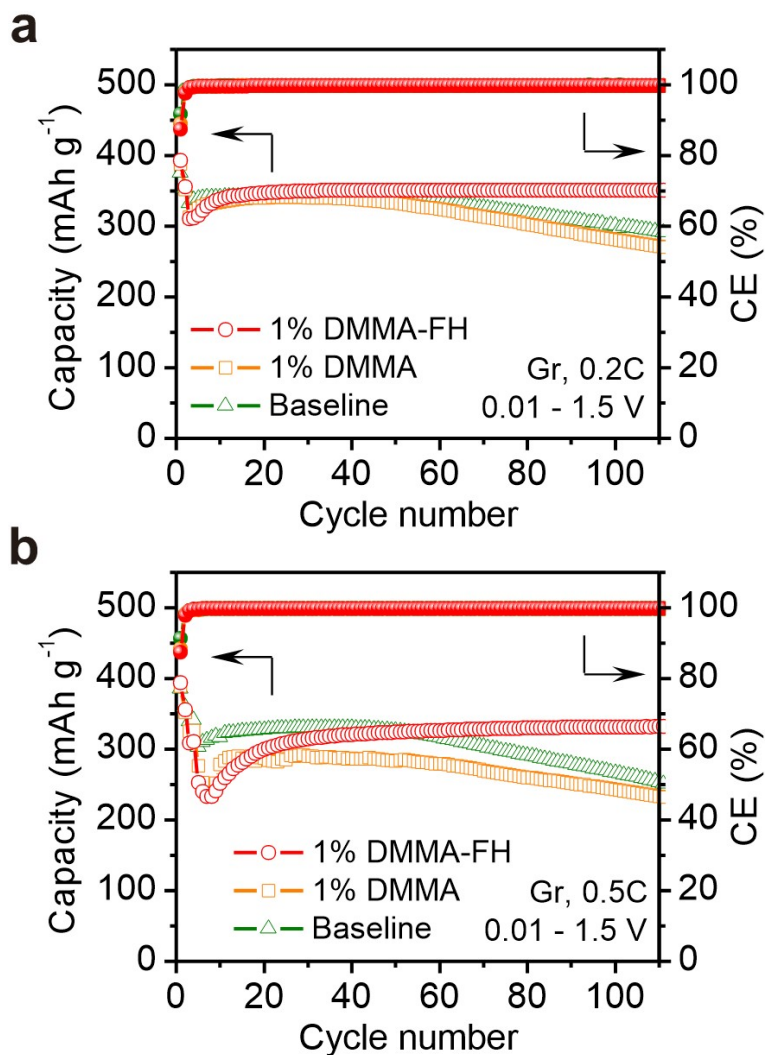 a
500
400
300
200
100
0
Capacity (mAh g⁻¹)
100
80
60
40
20
0
CE (%)
1% DMMA-FH
1% DMMA
Baseline
Gr, 0.2C
0.01 - 1.5 V
0 20 40 60 80 100
Cycle number
b
500
400
300
200
100
0
Capacity (mAh g⁻¹)
100
80
60
40
20
0
CE (%)
1% DMMA-FH
1% DMMA
Baseline
Gr, 0.5C
0.01 - 1.5 V
0 20 40 60 80 100
Cycle number